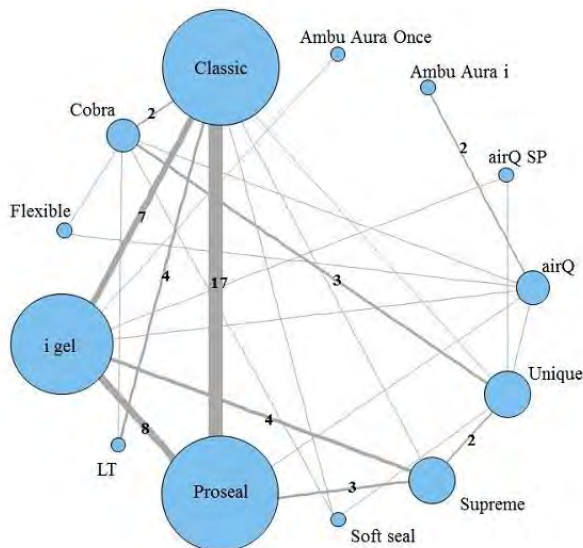 Ambu Aura Once
Classic
Ambu Aura i
Cobra
2
2
airQ SP
Flexible
7
4
17
3
airQ
i gel
Unique
4
8
2
LT
Proseal
3
Supreme
Soft seal